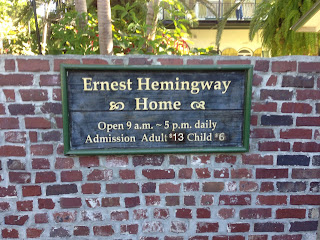 Ernest Hemingway
Home
Open 9 a.m. ~ 5 p.m. daily
Admission Adult $13 Child $6